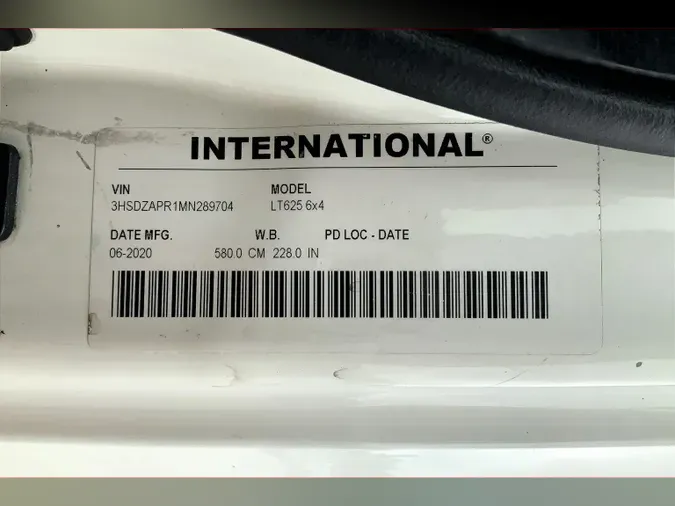 INTERNATIONAL®
VIN MODEL
3HSDZAPR1MN289704 LT625 6x4
DATE MFG. W.B. PD LOC - DATE
06-2020 580.0 CM 228.0 IN